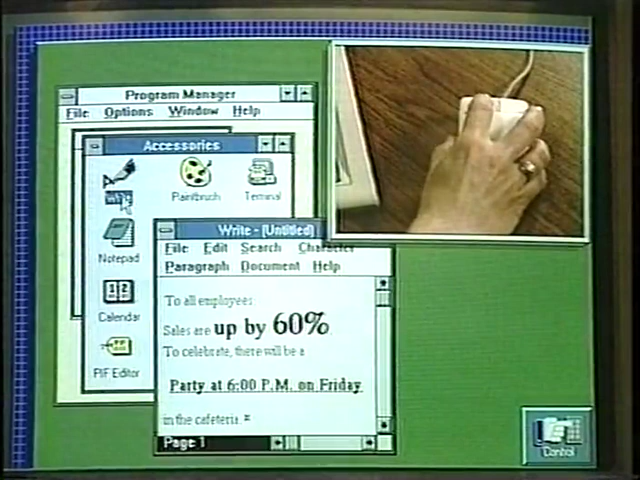 Program Manager
File Options Window Help
Accessories
Write
Paintbrush
Terminal
Notepad
Calendar
PIF Editor
Write - [Untitled]
File Edit Search Character
Paragraph Document Help
To all employees:
Sales are up by 60%.
To celebrate, there will be a
Party at 6:00 P.M. on Friday
in the cafeteria.
Page 1
Control